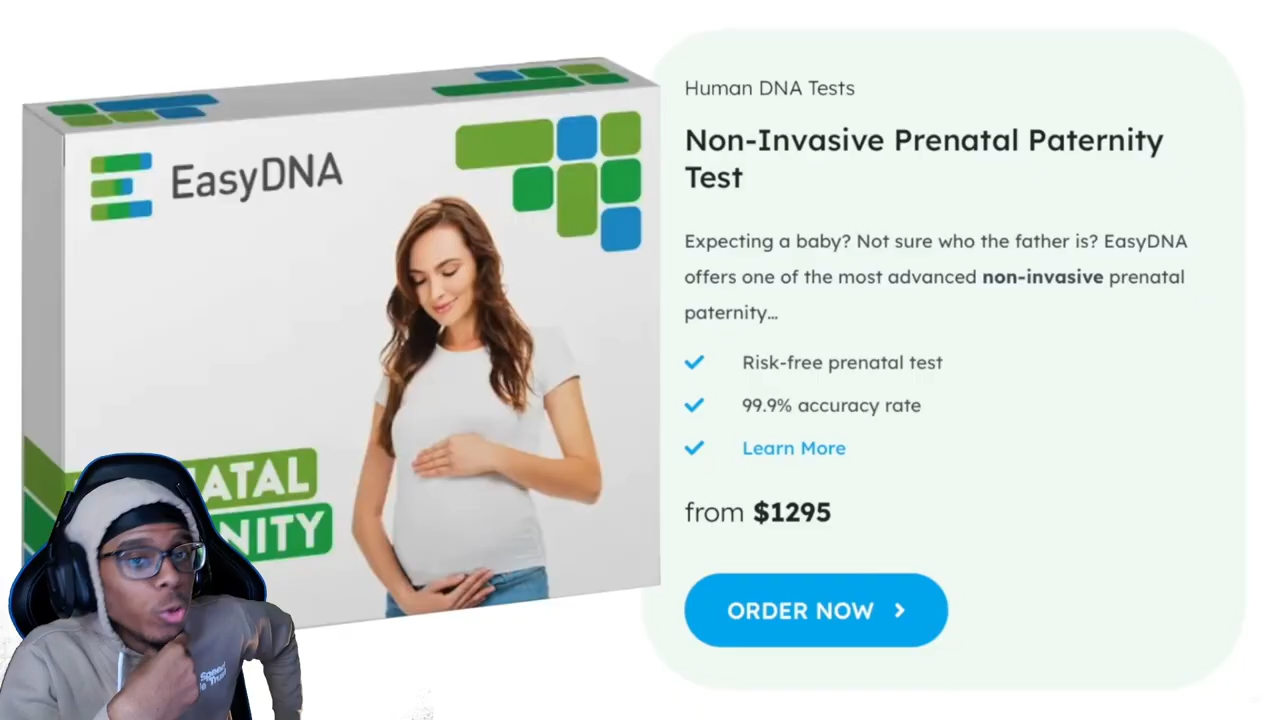 EasyDNA
NATAL
NITY
Human DNA Tests
Non-Invasive Prenatal Paternity
Test
Expecting a baby? Not sure who the father is? EasyDNA
offers one of the most advanced non-invasive prenatal
paternity…
Risk-free prenatal test
99.9% accuracy rate
Learn More
from $1295
ORDER NOW